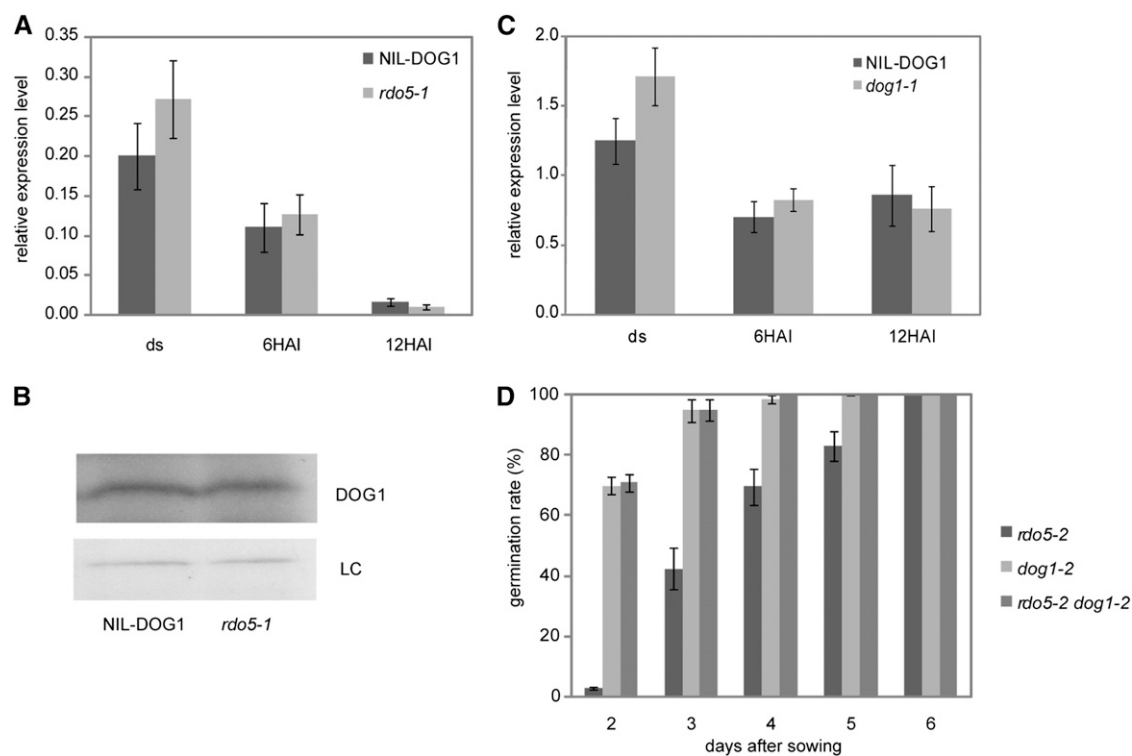 A
relative expression level
0.35
0.30
0.25
0.20
0.15
0.10
0.05
0.00
NIL-DOG1
rdo5-1
ds
6HAI
12HAI
C
relative expression level
2.0
1.5
1.0
0.5
0.0
NIL-DOG1
dog1-1
ds
6HAI
12HAI
B
DOG1
LC
NIL-DOG1
rdo5-1
D
germination rate (%)
100
80
60
40
20
0
2
3
4
5
6
days after sowing
rdo5-2
dog1-2
rdo5-2 dog1-2